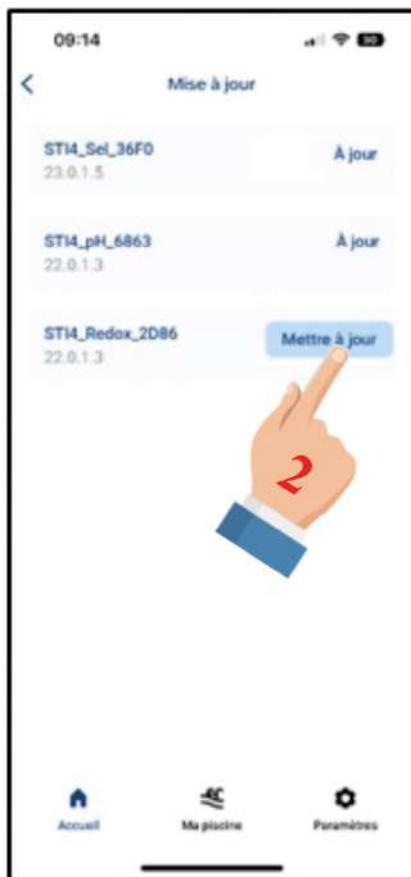 09:14
90
Mise à jour
STI4_Sel_36F0
À jour
23.0.1.5
STI4_pH_6863
À jour
22.0.1.3
STI4_Redox_2D86
Mettre à jour
22.0.1.3
2
Accueil
Ma piscine
Paramètres